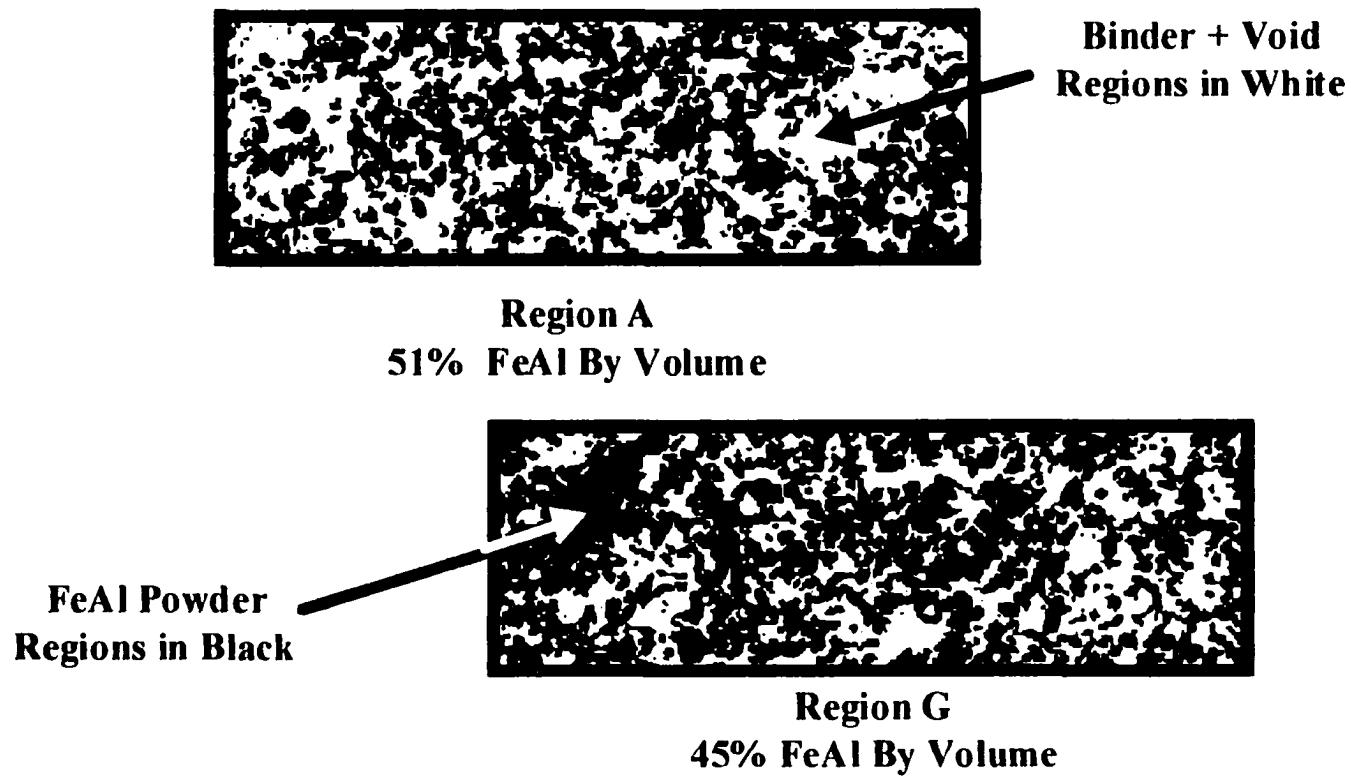 Binder + Void
Regions in White
Region A
51% FeAl By Volume
FeAl Powder
Regions in Black
Region G
45% FeAl By Volume